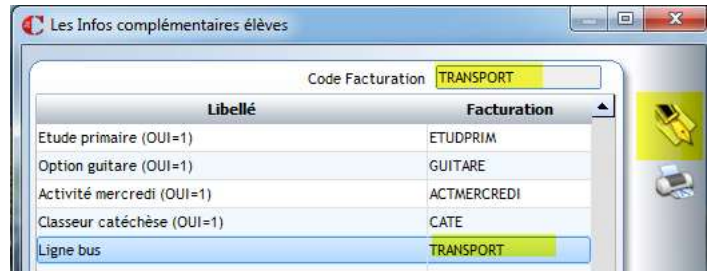 Les Infos complémentaires élèves
Code Facturation TRANSPORT
Libellé Facturation
Etude primaire (OUI=1) ETUDPRIM
Option guitare (OUI=1) GUITARE
Activité mercredi (OUI=1) ACTMERCREDI
Classeur catéchèse (OUI=1) CATE
Ligne bus TRANSPORT